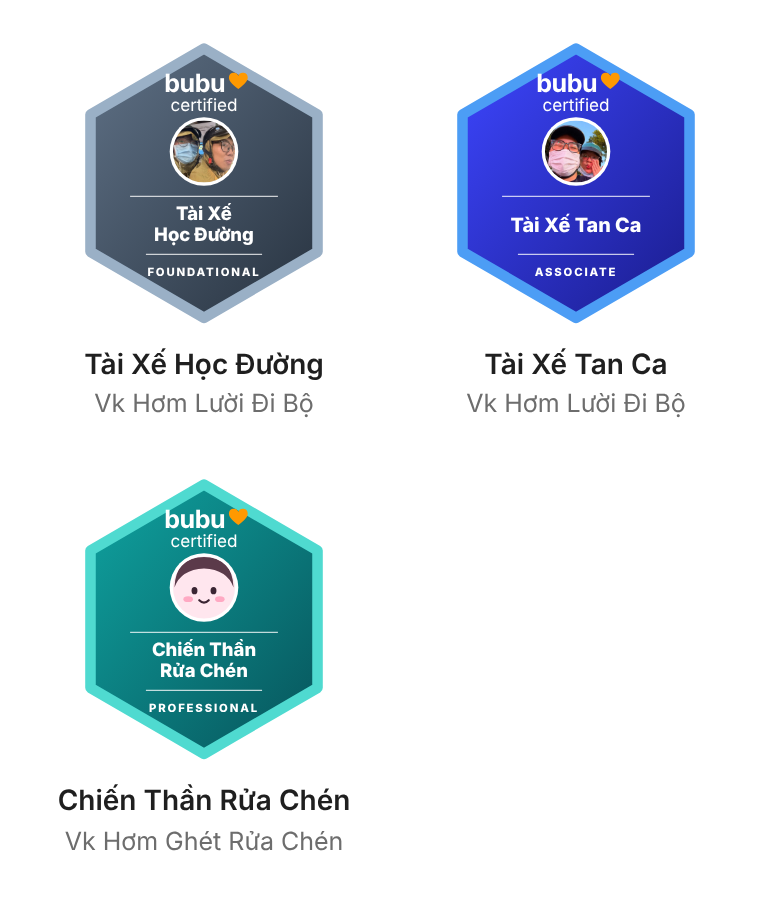 bubu
certified
Tài Xế
Học Đường
FOUNDATIONAL
Tài Xế Học Đường
Vk Hơm Lười Đi Bộ
bubu
certified
Tài Xế Tan Ca
ASSOCIATE
Tài Xế Tan Ca
Vk Hơm Lười Đi Bộ
bubu
certified
Chiến Thần
Rửa Chén
PROFESSIONAL
Chiến Thần Rửa Chén
Vk Hơm Ghét Rửa Chén